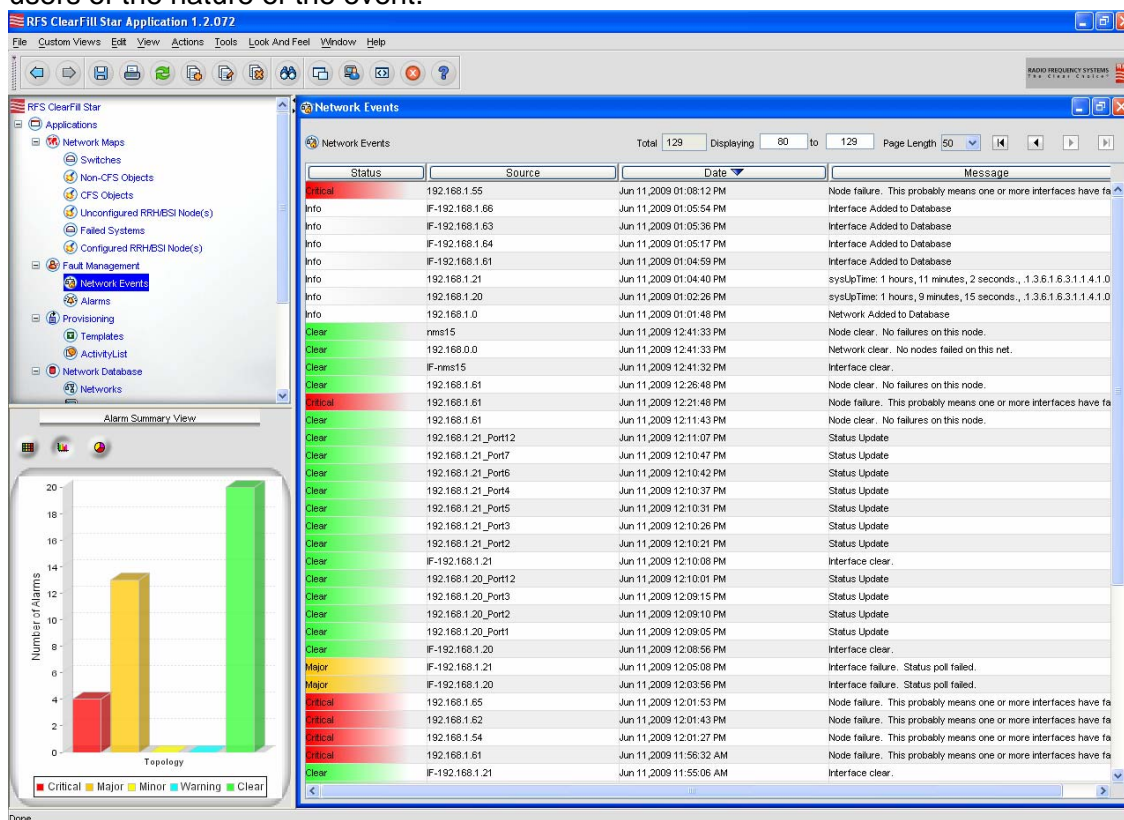 users of the nature of the event.
RFS ClearFill Star Application 1.2.072
File Custom Views Edit View Actions Tools Look And Feel Window Help
RADIO FREQUENCY SYSTEMS
The Clear Choice
RFS ClearFill Star
Applications
Network Maps
Switches
Non-CFS Objects
CFS Objects
Unconfigured RRH/BSI Node(s)
Failed Systems
Configured RRH/BSI Node(s)
Fault Management
Network Events
Alarms
Provisioning
Templates
ActivityList
Network Database
Networks
Alarm Summary View
20
18
16
14
12
10
8
6
4
2
0
Number of Alarms
Topology
Critical Major Minor Warning Clear
Network Events
Network Events Total 129 Displaying 80 to 129 Page Length 50
Status Source Date Message
Critical 192.168.1.55 Jun 11,2009 01:08:12 PM Node failure. This probably means one or more interfaces have fa
Info IF-192.168.1.66 Jun 11,2009 01:05:54 PM Interface Added to Database
Info IF-192.168.1.63 Jun 11,2009 01:05:36 PM Interface Added to Database
Info IF-192.168.1.64 Jun 11,2009 01:05:17 PM Interface Added to Database
Info IF-192.168.1.61 Jun 11,2009 01:04:59 PM Interface Added to Database
Info 192.168.1.21 Jun 11,2009 01:04:40 PM sysUpTime: 1 hours, 11 minutes, 2 seconds., .1.3.6.1.6.3.1.1.4.1.0
Info 192.168.1.20 Jun 11,2009 01:02:26 PM sysUpTime: 1 hours, 9 minutes, 15 seconds., .1.3.6.1.6.3.1.1.4.1.0
Info 192.168.1.0 Jun 11,2009 01:01:48 PM Network Added to Database
Clear nms15 Jun 11,2009 12:41:33 PM Node clear. No failures on this node.
Clear 192.168.0.0 Jun 11,2009 12:41:33 PM Network clear. No nodes failed on this net.
Clear IF-nms15 Jun 11,2009 12:41:32 PM Interface clear.
Clear 192.168.1.61 Jun 11,2009 12:26:48 PM Node clear. No failures on this node.
Critical 192.168.1.61 Jun 11,2009 12:21:48 PM Node failure. This probably means one or more interfaces have fa
Clear 192.168.1.61 Jun 11,2009 12:11:43 PM Node clear. No failures on this node.
Clear 192.168.1.21_Port12 Jun 11,2009 12:11:07 PM Status Update
Clear 192.168.1.21_Port7 Jun 11,2009 12:10:47 PM Status Update
Clear 192.168.1.21_Port6 Jun 11,2009 12:10:42 PM Status Update
Clear 192.168.1.21_Port4 Jun 11,2009 12:10:37 PM Status Update
Clear 192.168.1.21_Port5 Jun 11,2009 12:10:31 PM Status Update
Clear 192.168.1.21_Port3 Jun 11,2009 12:10:26 PM Status Update
Clear 192.168.1.21_Port2 Jun 11,2009 12:10:21 PM Status Update
Clear IF-192.168.1.21 Jun 11,2009 12:10:08 PM Interface clear.
Clear 192.168.1.20_Port12 Jun 11,2009 12:10:01 PM Status Update
Clear 192.168.1.20_Port3 Jun 11,2009 12:09:15 PM Status Update
Clear 192.168.1.20_Port2 Jun 11,2009 12:09:10 PM Status Update
Clear 192.168.1.20_Port1 Jun 11,2009 12:09:05 PM Status Update
Clear IF-192.168.1.20 Jun 11,2009 12:08:56 PM Interface clear.
Major IF-192.168.1.21 Jun 11,2009 12:05:08 PM Interface failure. Status poll failed.
Major IF-192.168.1.20 Jun 11,2009 12:03:56 PM Interface failure. Status poll failed.
Critical 192.168.1.65 Jun 11,2009 12:01:53 PM Node failure. This probably means one or more interfaces have fa
Critical 192.168.1.62 Jun 11,2009 12:01:43 PM Node failure. This probably means one or more interfaces have fa
Critical 192.168.1.54 Jun 11,2009 12:01:27 PM Node failure. This probably means one or more interfaces have fa
Critical 192.168.1.61 Jun 11,2009 11:56:32 AM Node failure. This probably means one or more interfaces have fa
Clear IF-192.168.1.21 Jun 11,2009 11:55:06 AM Interface clear.
Done